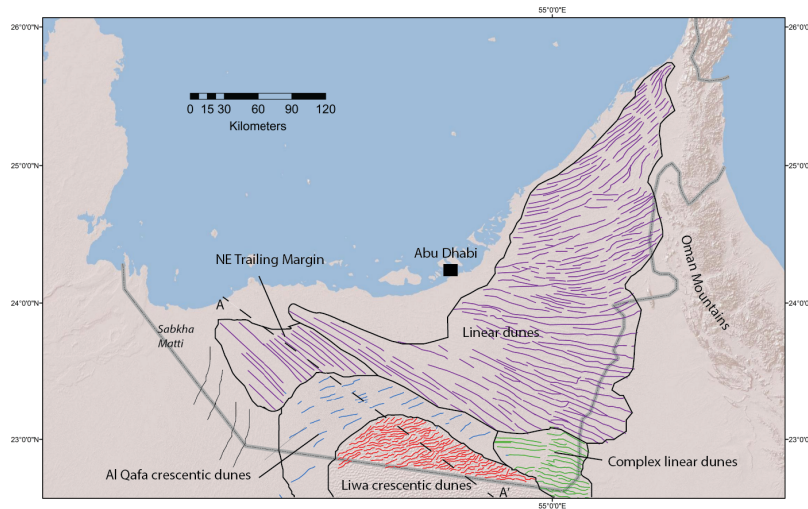 55°0'0"E
26°0'0"N
26°0'0"N
0 15 30 60 90 120
Kilometers
25°0'0"N
25°0'0"N
NE Trailing Margin
Abu Dhabi
Oman Mountains
24°0'0"N
24°0'0"N
A
Sabkha
Matti
Linear dunes
23°0'0"N
23°0'0"N
Al Qafa crescentic dunes
Complex linear dunes
Liwa crescentic dunes
A'
55°0'0"E